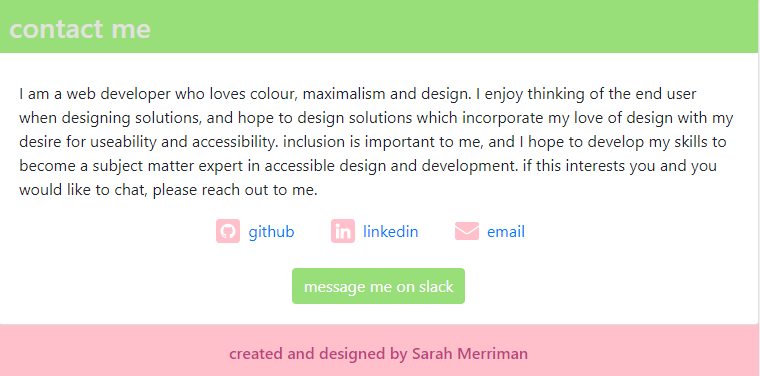 contact me
I am a web developer who loves colour, maximalism and design. I enjoy thinking of the end user
when designing solutions, and hope to design solutions which incorporate my love of design with my
desire for useability and accessibility. inclusion is important to me, and I hope to develop my skills to
become a subject matter expert in accessible design and development. if this interests you and you
would like to chat, please reach out to me.
github linkedin email
message me on slack
created and designed by Sarah Merriman